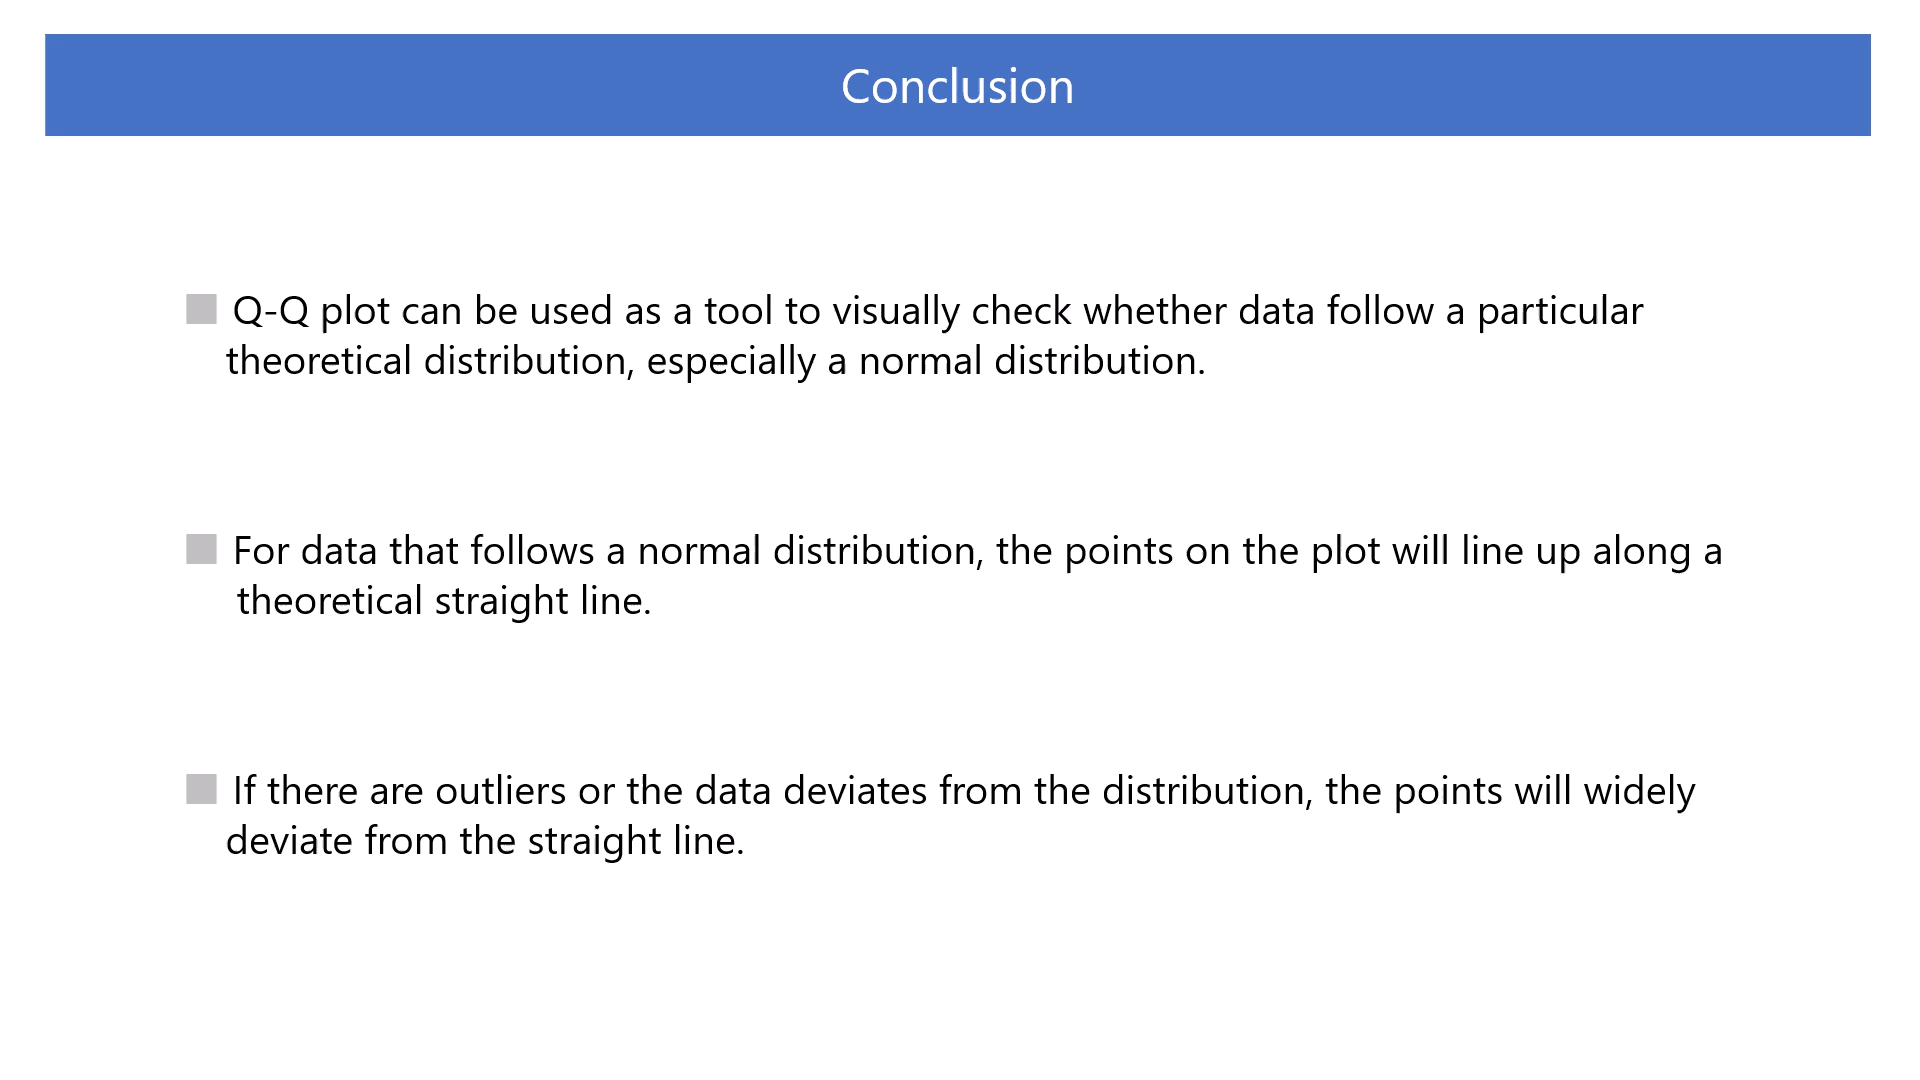 Conclusion
Q-Q plot can be used as a tool to visually check whether data follow a particular
theoretical distribution, especially a normal distribution.
For data that follows a normal distribution, the points on the plot will line up along a
theoretical straight line.
If there are outliers or the data deviates from the distribution, the points will widely
deviate from the straight line.